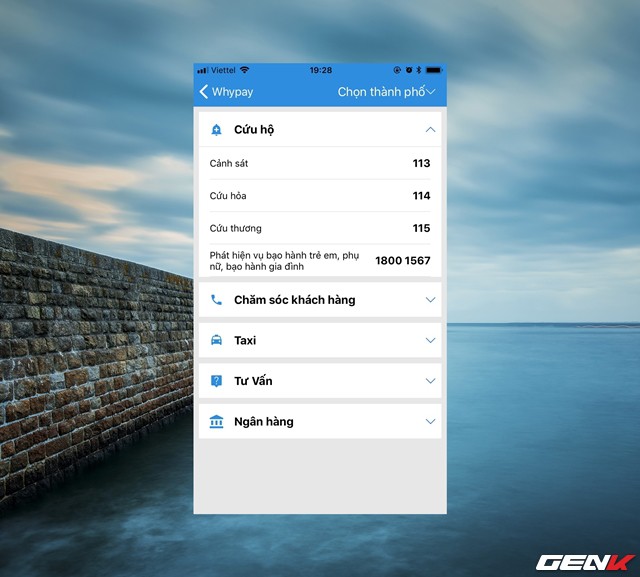 Viettel 19:28
Whypay Chọn thành phố
Cứu hộ
Cảnh sát 113
Cứu hỏa 114
Cứu thương 115
Phát hiện vụ bạo hành trẻ em, phụ
nữ, bạo hành gia đình 1800 1567
Chăm sóc khách hàng
Taxi
Tư Vấn
Ngân hàng
GENK